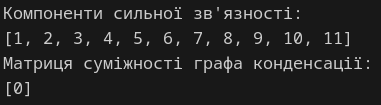 Компоненти сильної зв'язності:
[1, 2, 3, 4, 5, 6, 7, 8, 9, 10, 11]
Матриця суміжності графа конденсації:
[0]